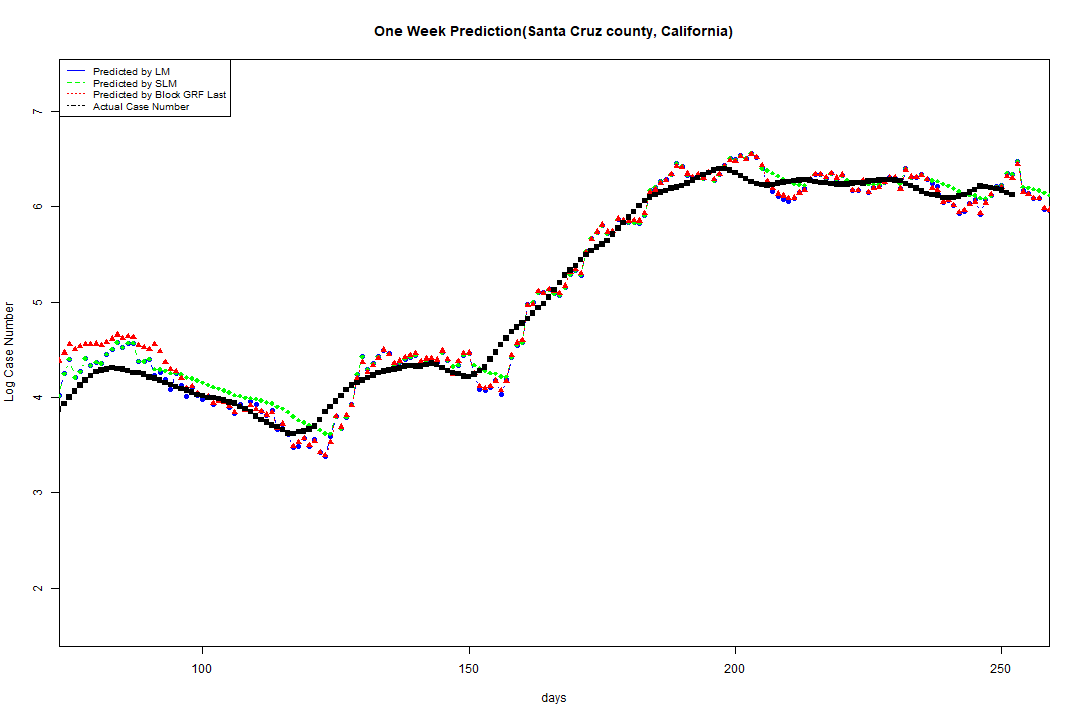 One Week Prediction(Santa Cruz county, California)
Predicted by LM
Predicted by SLM
Predicted by Block GRF Last
Actual Case Number
Log Case Number
7
6
5
4
3
2
100 150 200 250
days